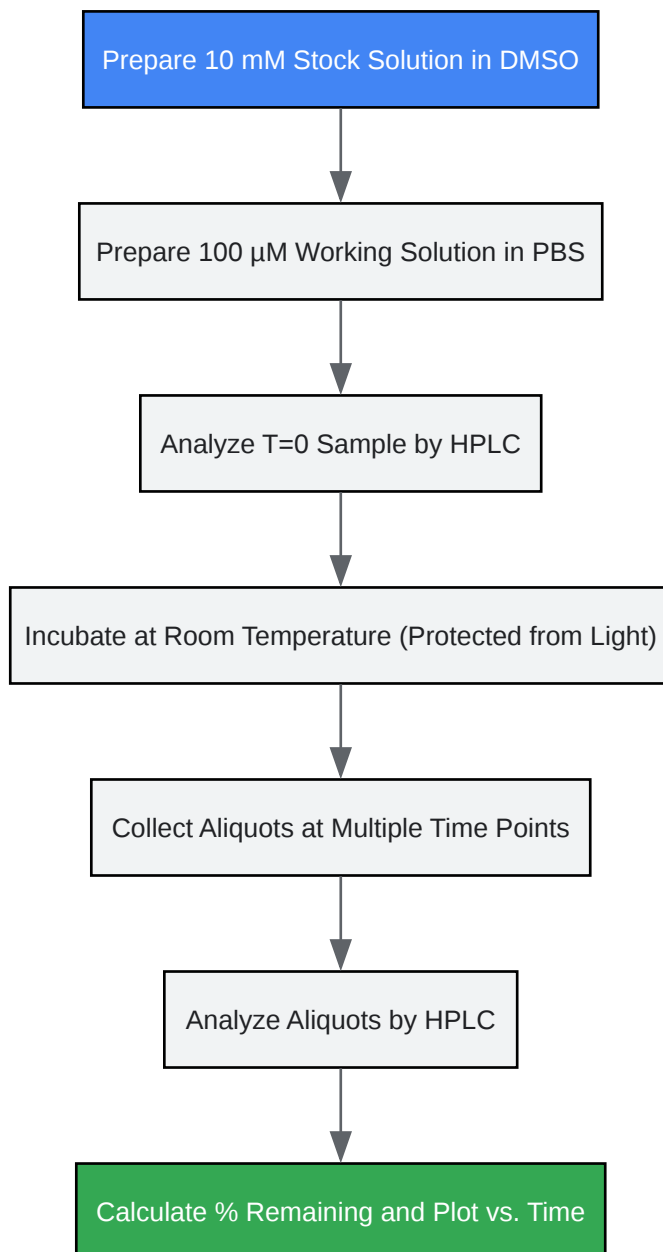 Prepare 10 mM Stock Solution in DMSO
Prepare 100 µM Working Solution in PBS
Analyze T=0 Sample by HPLC
Incubate at Room Temperature (Protected from Light)
Collect Aliquots at Multiple Time Points
Analyze Aliquots by HPLC
Calculate % Remaining and Plot vs. Time